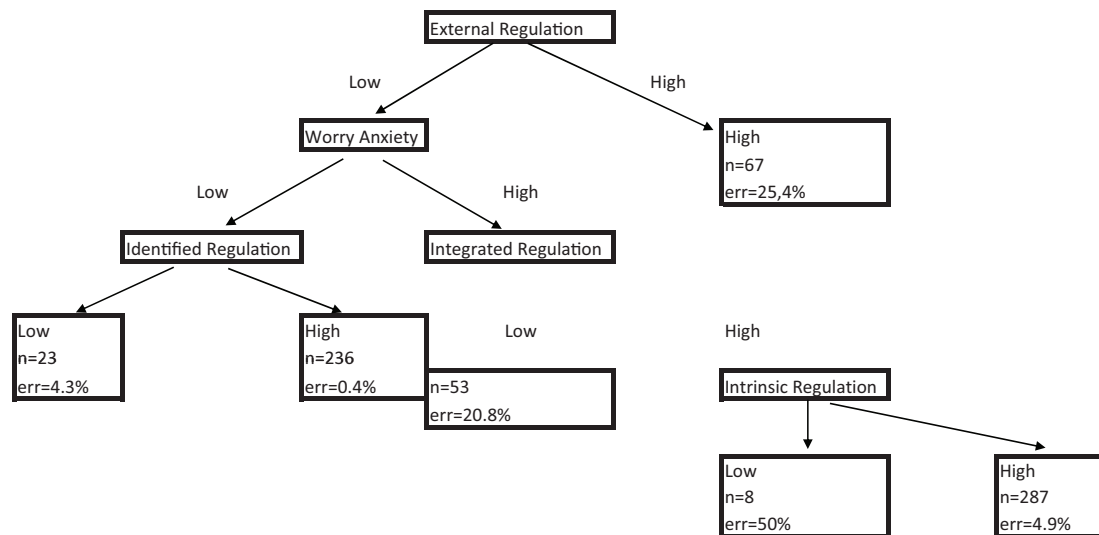 External Regulation
Low
High
Worry Anxiety
High
n=67
err=25,4%
Low
High
Identified Regulation
Integrated Regulation
Low
n=23
err=4.3%
High
n=236
err=0.4%
Low
High
n=53
err=20.8%
Intrinsic Regulation
Low
n=8
err=50%
High
n=287
err=4.9%